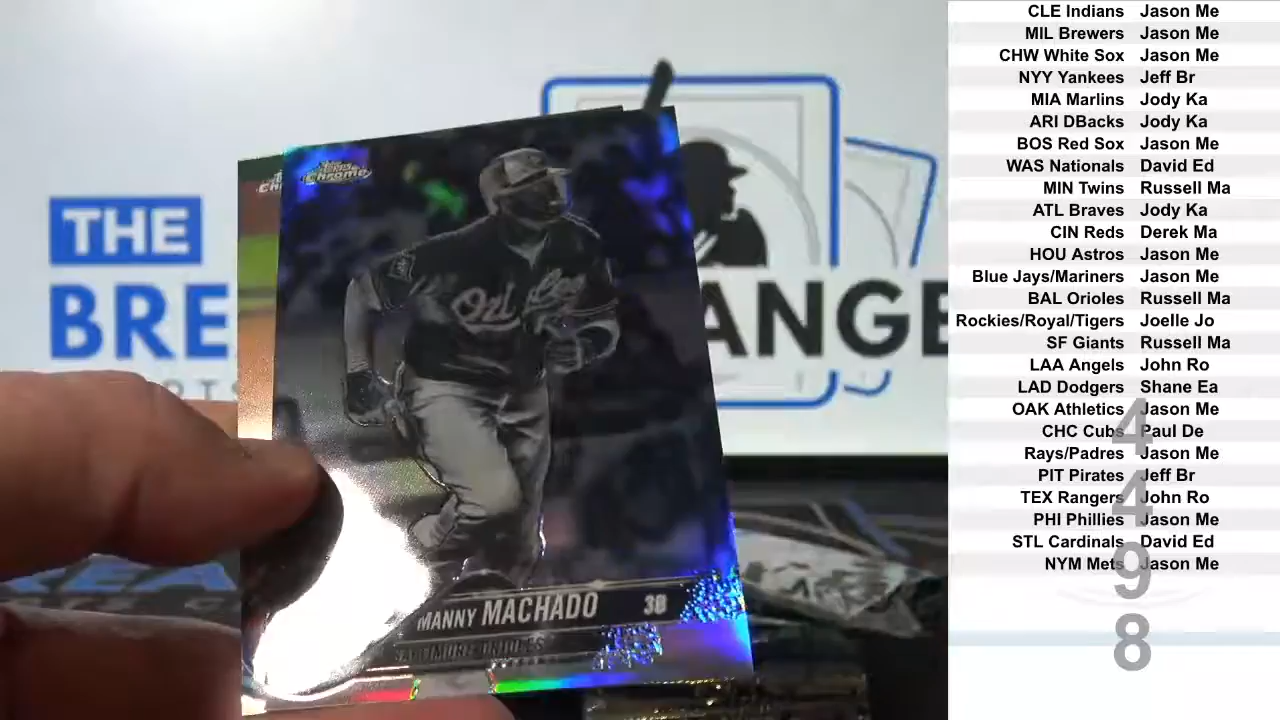 THE
BRE
ANGE
Topps
Chrome
Orioles
MANNY MACHADO 3B
BALTIMORE ORIOLES
CLE Indians Jason Me
MIL Brewers Jason Me
CHW White Sox Jason Me
NYY Yankees Jeff Br
MIA Marlins Jody Ka
ARI DBacks Jody Ka
BOS Red Sox Jason Me
WAS Nationals David Ed
MIN Twins Russell Ma
ATL Braves Jody Ka
CIN Reds Derek Ma
HOU Astros Jason Me
Blue Jays/Mariners Jason Me
BAL Orioles Russell Ma
Rockies/Royal/Tigers Joelle Jo
SF Giants Russell Ma
LAA Angels John Ro
LAD Dodgers Shane Ea
OAK Athletics Jason Me
CHC Cubs Paul De
Rays/Padres Jason Me
PIT Pirates Jeff Br
TEX Rangers John Ro
PHI Phillies Jason Me
STL Cardinals David Ed
NYM Mets Jason Me
4
4
9
8